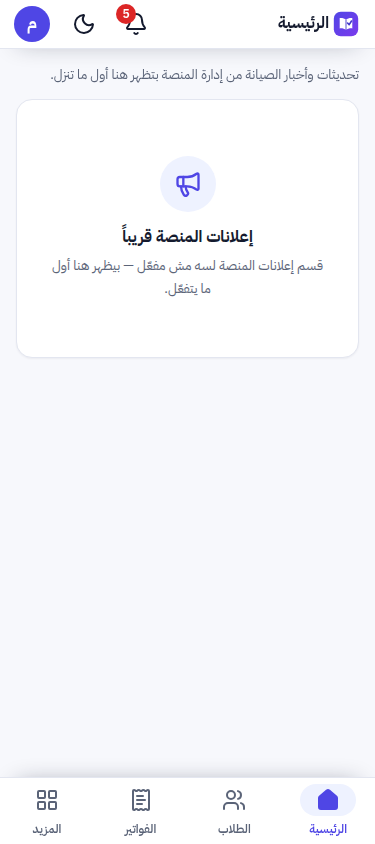 الرئيسية
5
م
تحديثات وأخبار الصيانة من إدارة المنصة بتظهر هنا أول ما تنزل.
إعلانات المنصة قريباً
قسم إعلانات المنصة لسه مش مفعّل — بيظهر هنا أول
ما يتفعّل.
الرئيسية
الطلاب
الفواتير
المزيد